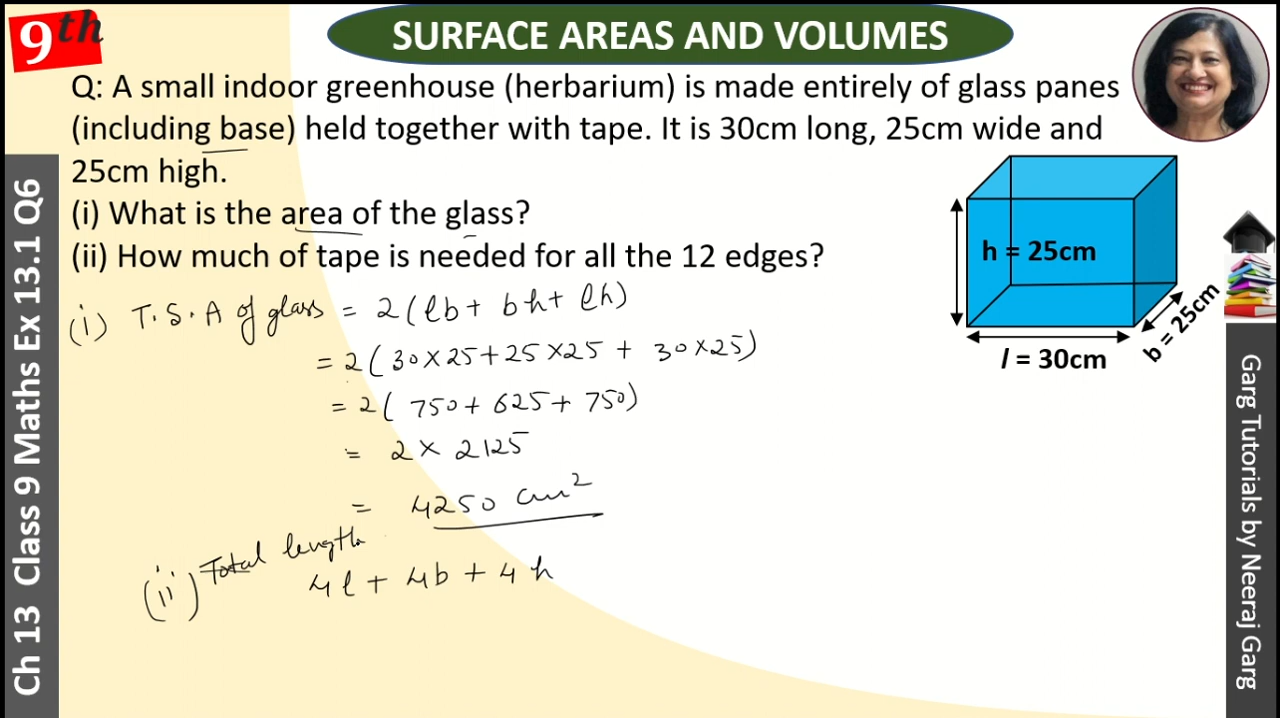 9th
SURFACE AREAS AND VOLUMES
Q: A small indoor greenhouse (herbarium) is made entirely of glass panes
(including base) held together with tape. It is 30cm long, 25cm wide and
25cm high.
(i) What is the area of the glass?
(ii) How much of tape is needed for all the 12 edges?
(i) T.S.A of glass = 2(lb + bh + lh)
= 2(30×25+25×25 + 30×25)
= 2(750+625+750)
= 2×2125
= 4250 cm²
(ii) Total length
4l + 4b + 4h
h = 25cm
b = 25cm
l = 30cm
Ch 13 Class 9 Maths Ex 13.1 Q6
Garg Tutorials by Neeraj Garg